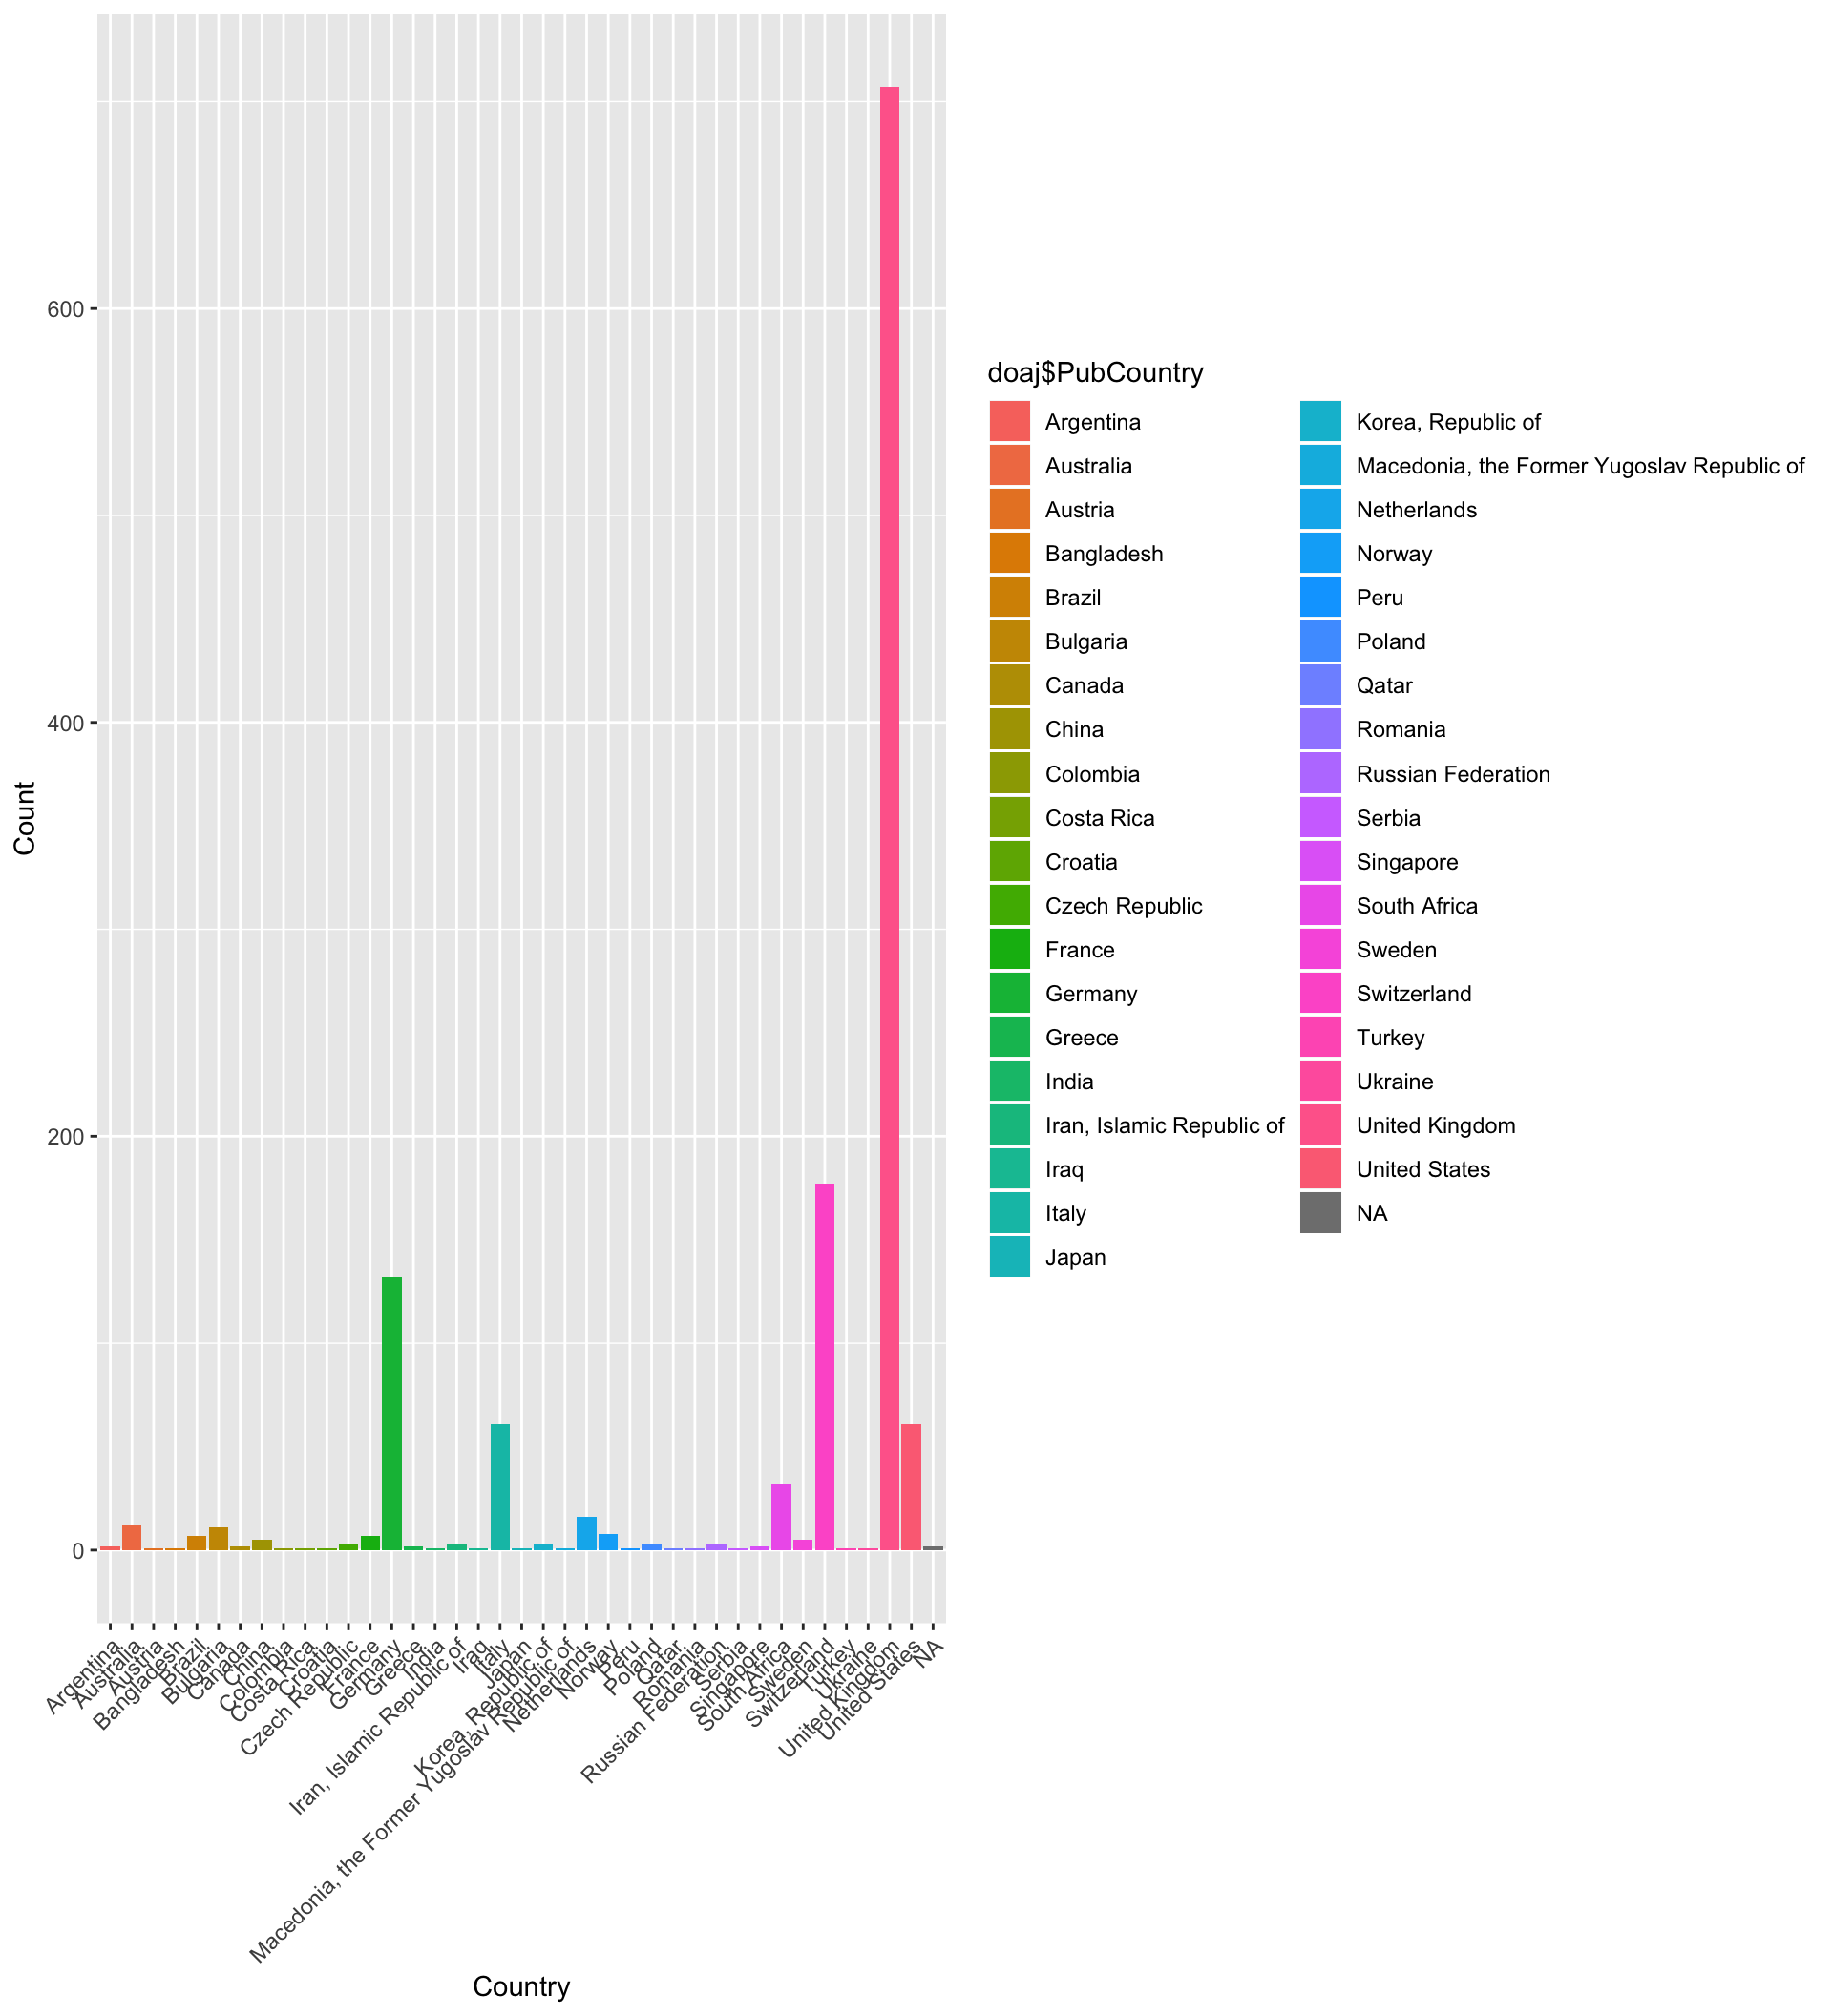 600
400
200
0
Count
Argentina
Australia
Austria
Bangladesh
Brazil
Bulgaria
Canada
China
Colombia
Costa Rica
Croatia
Czech Republic
France
Germany
Greece
India
Iran, Islamic Republic of
Iraq
Italy
Japan
Korea, Republic of
Macedonia, the Former Yugoslav Republic of
Netherlands
Norway
Peru
Poland
Qatar
Romania
Russian Federation
Serbia
Singapore
South Africa
Sweden
Switzerland
Turkey
Ukraine
United Kingdom
United States
NA
Country
doaj$PubCountry
Argentina
Australia
Austria
Bangladesh
Brazil
Bulgaria
Canada
China
Colombia
Costa Rica
Croatia
Czech Republic
France
Germany
Greece
India
Iran, Islamic Republic of
Iraq
Italy
Japan
Korea, Republic of
Macedonia, the Former Yugoslav Republic of
Netherlands
Norway
Peru
Poland
Qatar
Romania
Russian Federation
Serbia
Singapore
South Africa
Sweden
Switzerland
Turkey
Ukraine
United Kingdom
United States
NA